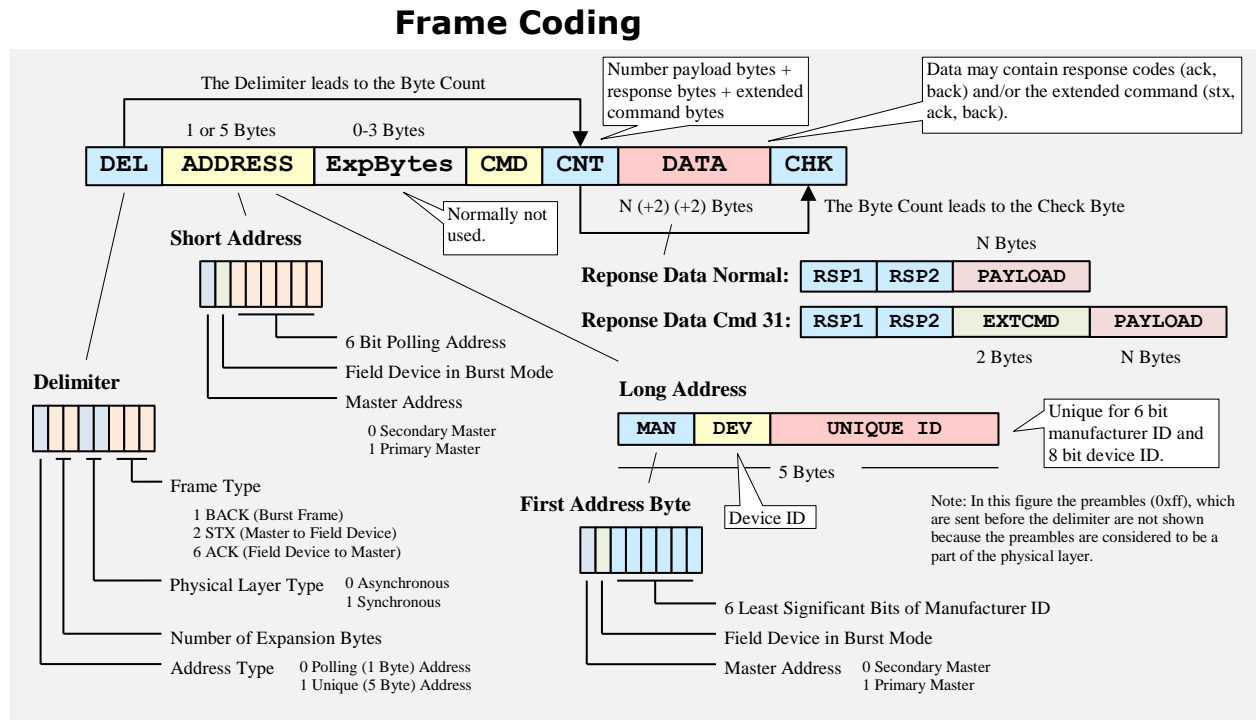 Frame Coding
The Delimiter leads to the Byte Count
Number payload bytes +
response bytes + extended
command bytes
Data may contain response codes (ack,
back) and/or the extended command (stx,
ack, back).
1 or 5 Bytes
0-3 Bytes
DEL ADDRESS ExpBytes CMD CNT DATA CHK
Normally not
used.
N (+2) (+2) Bytes
The Byte Count leads to the Check Byte
Short Address
N Bytes
Reponse Data Normal: RSP1 RSP2 PAYLOAD
Reponse Data Cmd 31: RSP1 RSP2 EXTCMD PAYLOAD
2 Bytes N Bytes
6 Bit Polling Address
Field Device in Burst Mode
Master Address
0 Secondary Master
1 Primary Master
Delimiter
Frame Type
1 BACK (Burst Frame)
2 STX (Master to Field Device)
6 ACK (Field Device to Master)
Physical Layer Type
0 Asynchronous
1 Synchronous
Number of Expansion Bytes
Address Type
0 Polling (1 Byte) Address
1 Unique (5 Byte) Address
Long Address
MAN DEV UNIQUE ID
Unique for 6 bit
manufacturer ID and
8 bit device ID.
5 Bytes
Device ID
First Address Byte
Note: In this figure the preambles (0xff), which
are sent before the delimiter are not shown
because the preambles are considered to be a
part of the physical layer.
6 Least Significant Bits of Manufacturer ID
Field Device in Burst Mode
Master Address
0 Secondary Master
1 Primary Master